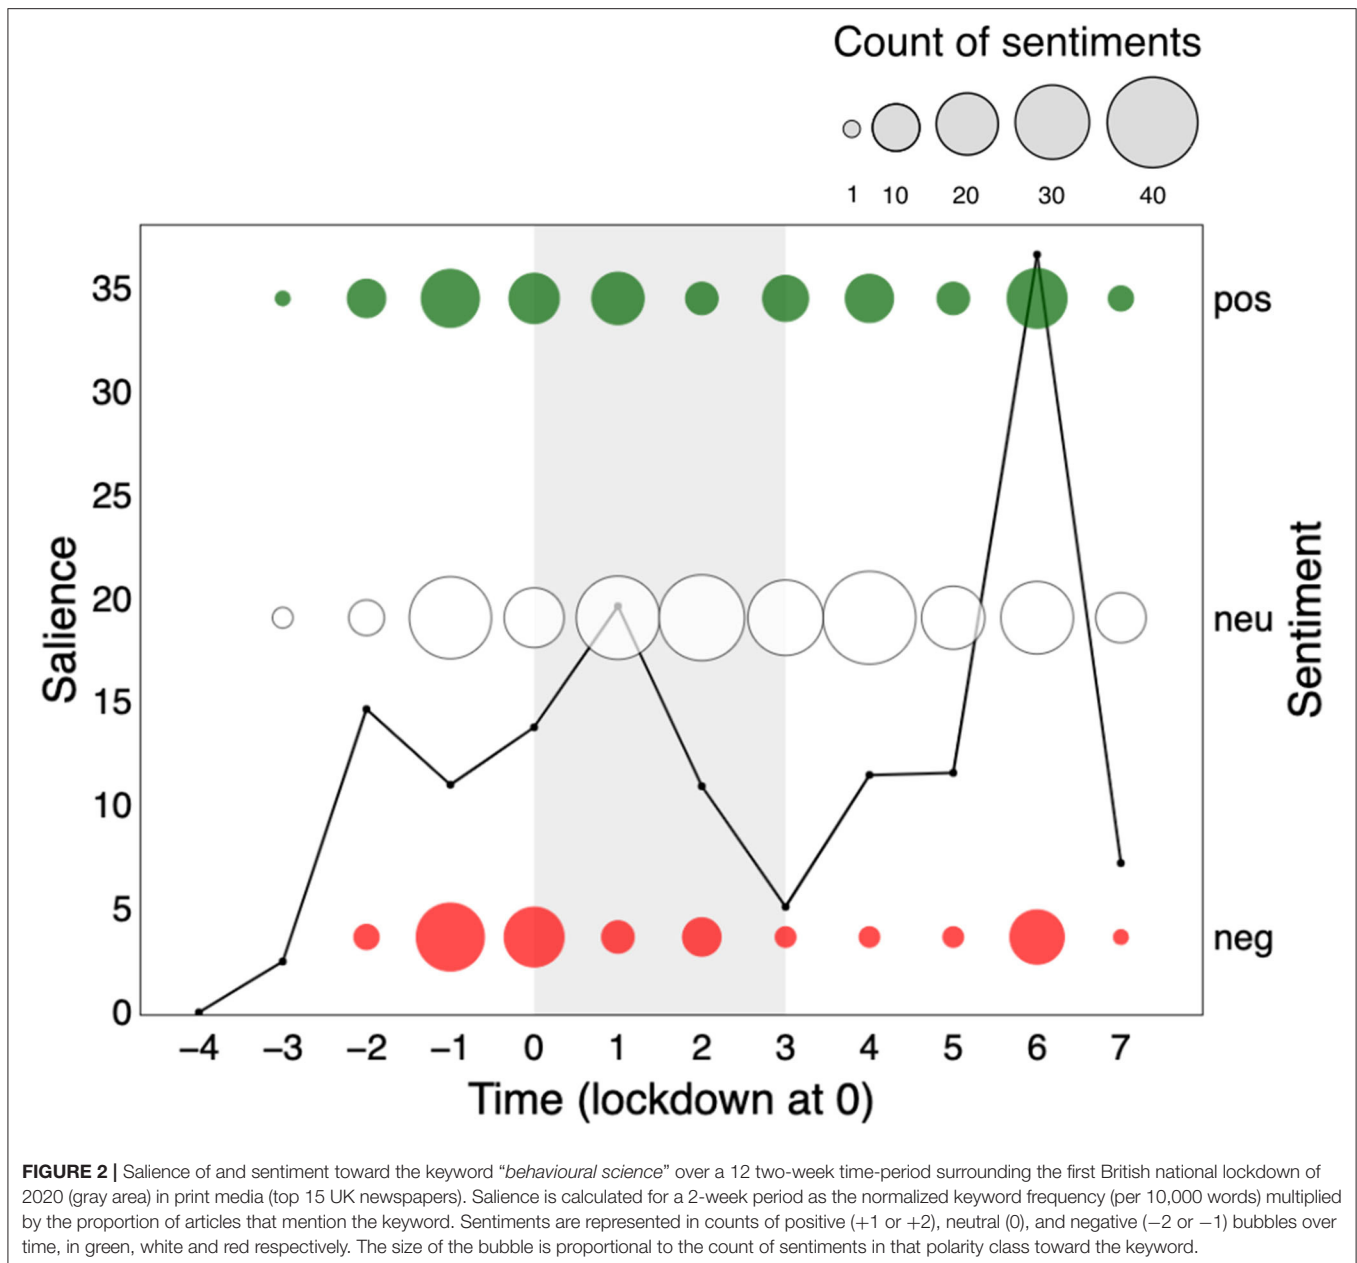 Count of sentiments
1 10 20 30 40
35
30
25
20
15
10
5
0
Salience
pos
neu
neg
Sentiment
−4 −3 −2 −1 0 1 2 3 4 5 6 7
Time (lockdown at 0)
FIGURE 2 | Salience of and sentiment toward the keyword “behavioural science” over a 12 two-week time-period surrounding the first British national lockdown of
2020 (gray area) in print media (top 15 UK newspapers). Salience is calculated for a 2-week period as the normalized keyword frequency (per 10,000 words) multiplied
by the proportion of articles that mention the keyword. Sentiments are represented in counts of positive (+1 or +2), neutral (0), and negative (−2 or −1) bubbles over
time, in green, white and red respectively. The size of the bubble is proportional to the count of sentiments in that polarity class toward the keyword.